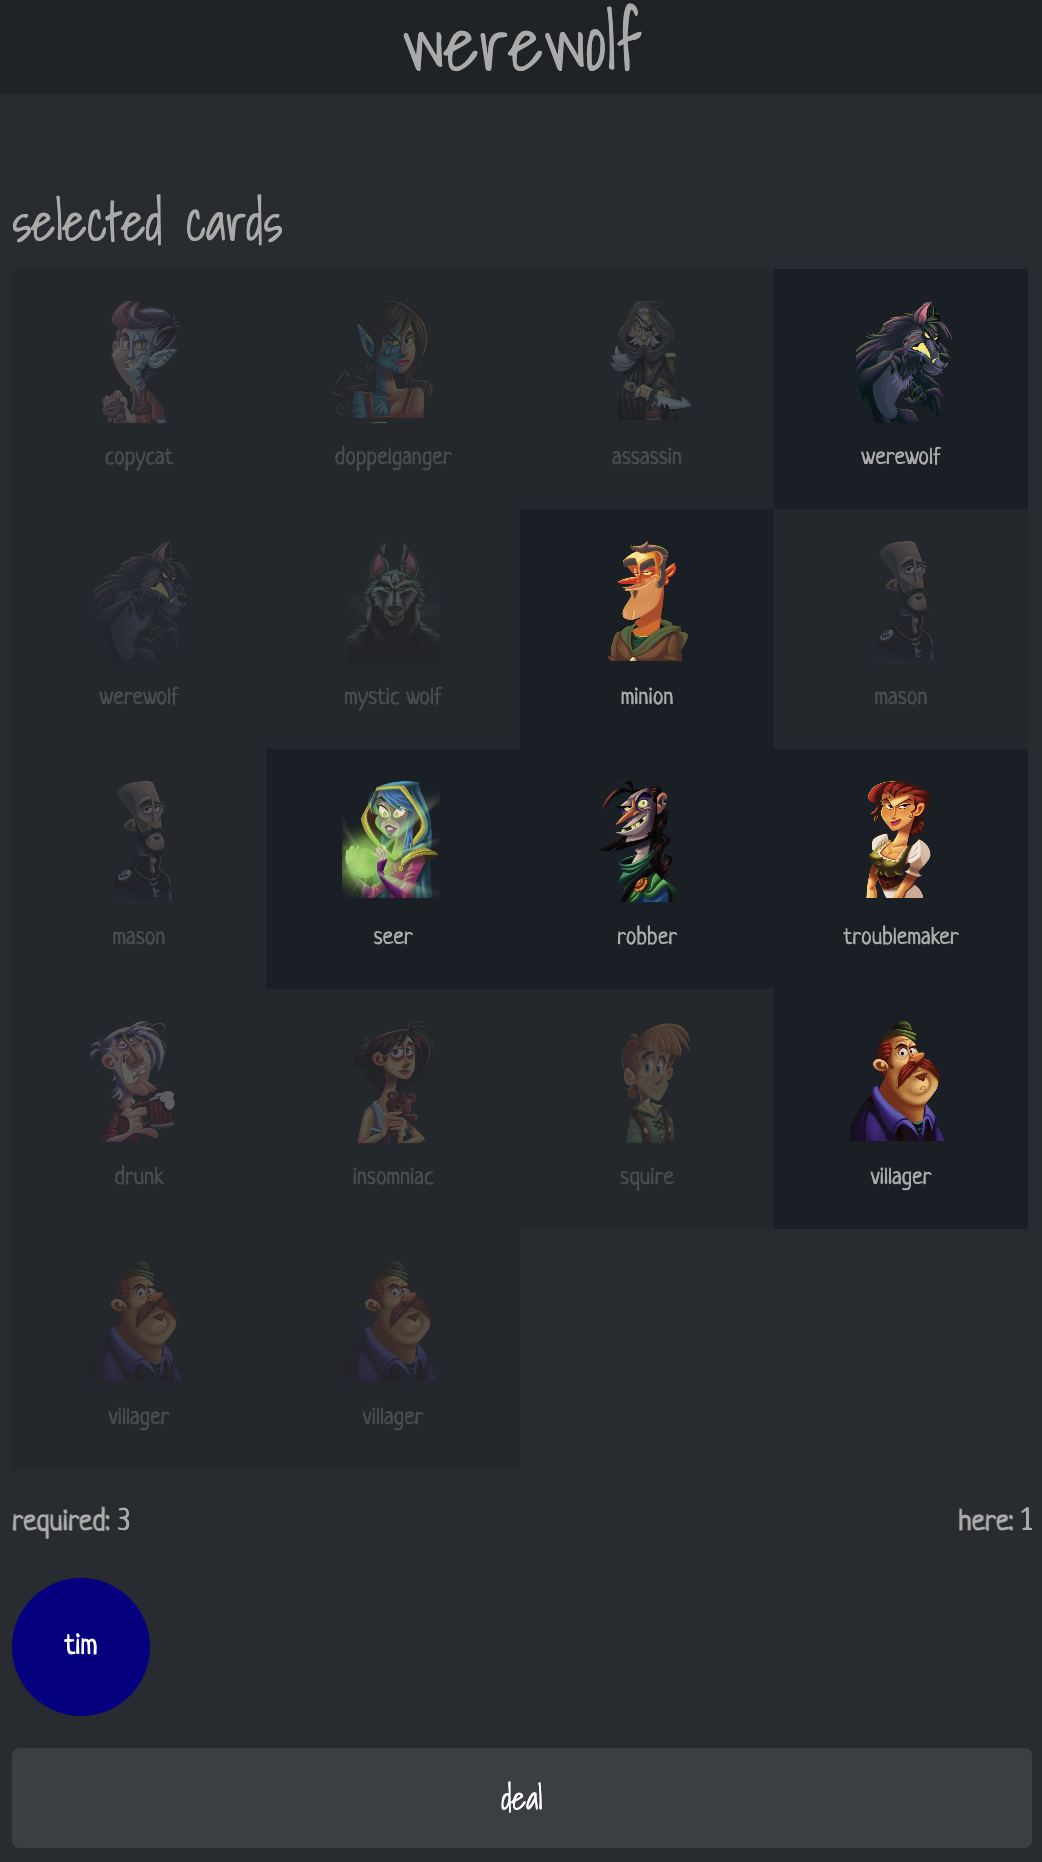 werewolf
selected cards
copycat
doppelganger
assassin
werewolf
werewolf
mystic wolf
minion
mason
mason
seer
robber
troublemaker
drunk
insomniac
squire
villager
villager
villager
required: 3
here: 1
tim
deal